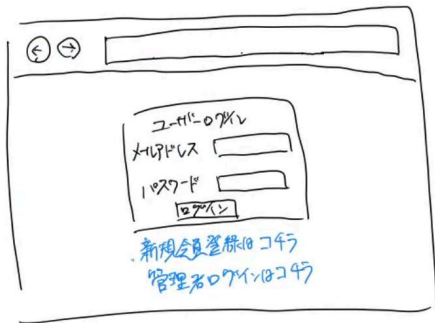 ユーザーログイン
メールアドレス
パスワード
ログイン
新規会員登録はコチラ
管理者ログインはコチラ